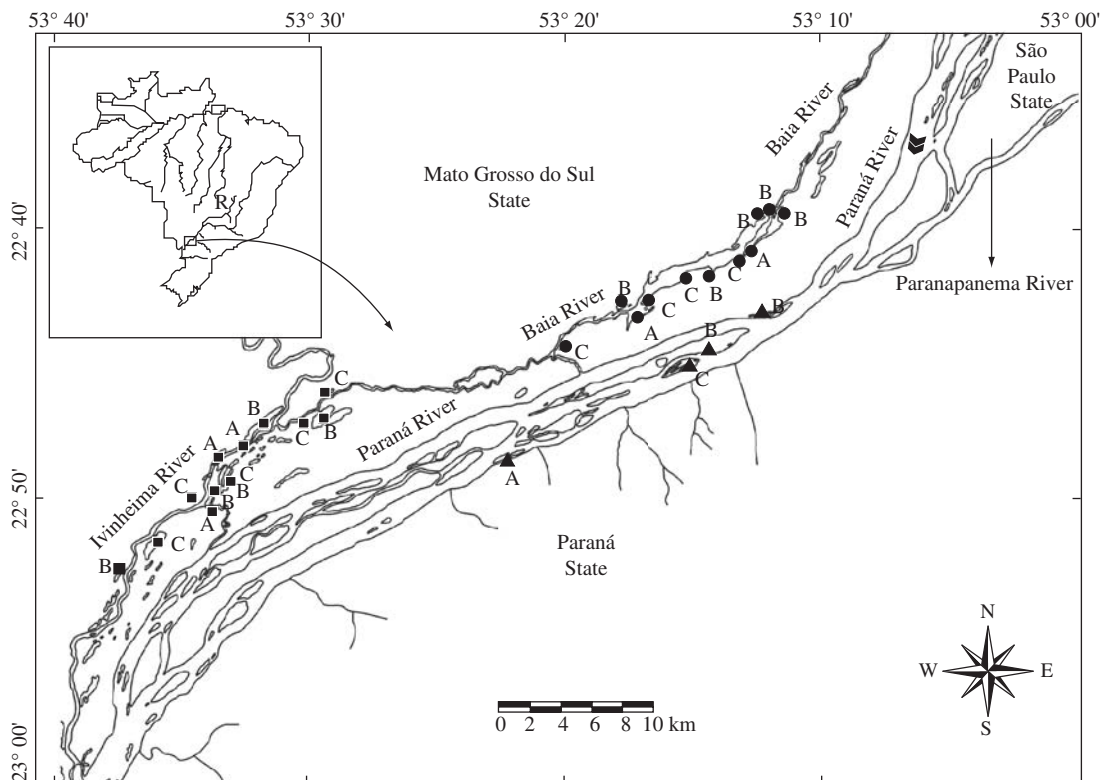 53° 40' 53° 30' 53° 20' 53° 10' 53° 00'
São
Paulo
State
Baia River
Paraná River
Mato Grosso do Sul
State
R
22° 40'
B
B
B
A
C
Paranapanema River
B
C
B
C
A
Baia River
B
B
C
C
C
Paraná River
B
A
C
B
A
Ivinheima River
C
C
B
A
A
22° 50'
Paraná
State
C
B
N
W E
S
0 2 4 6 8 10 km
23° 00'